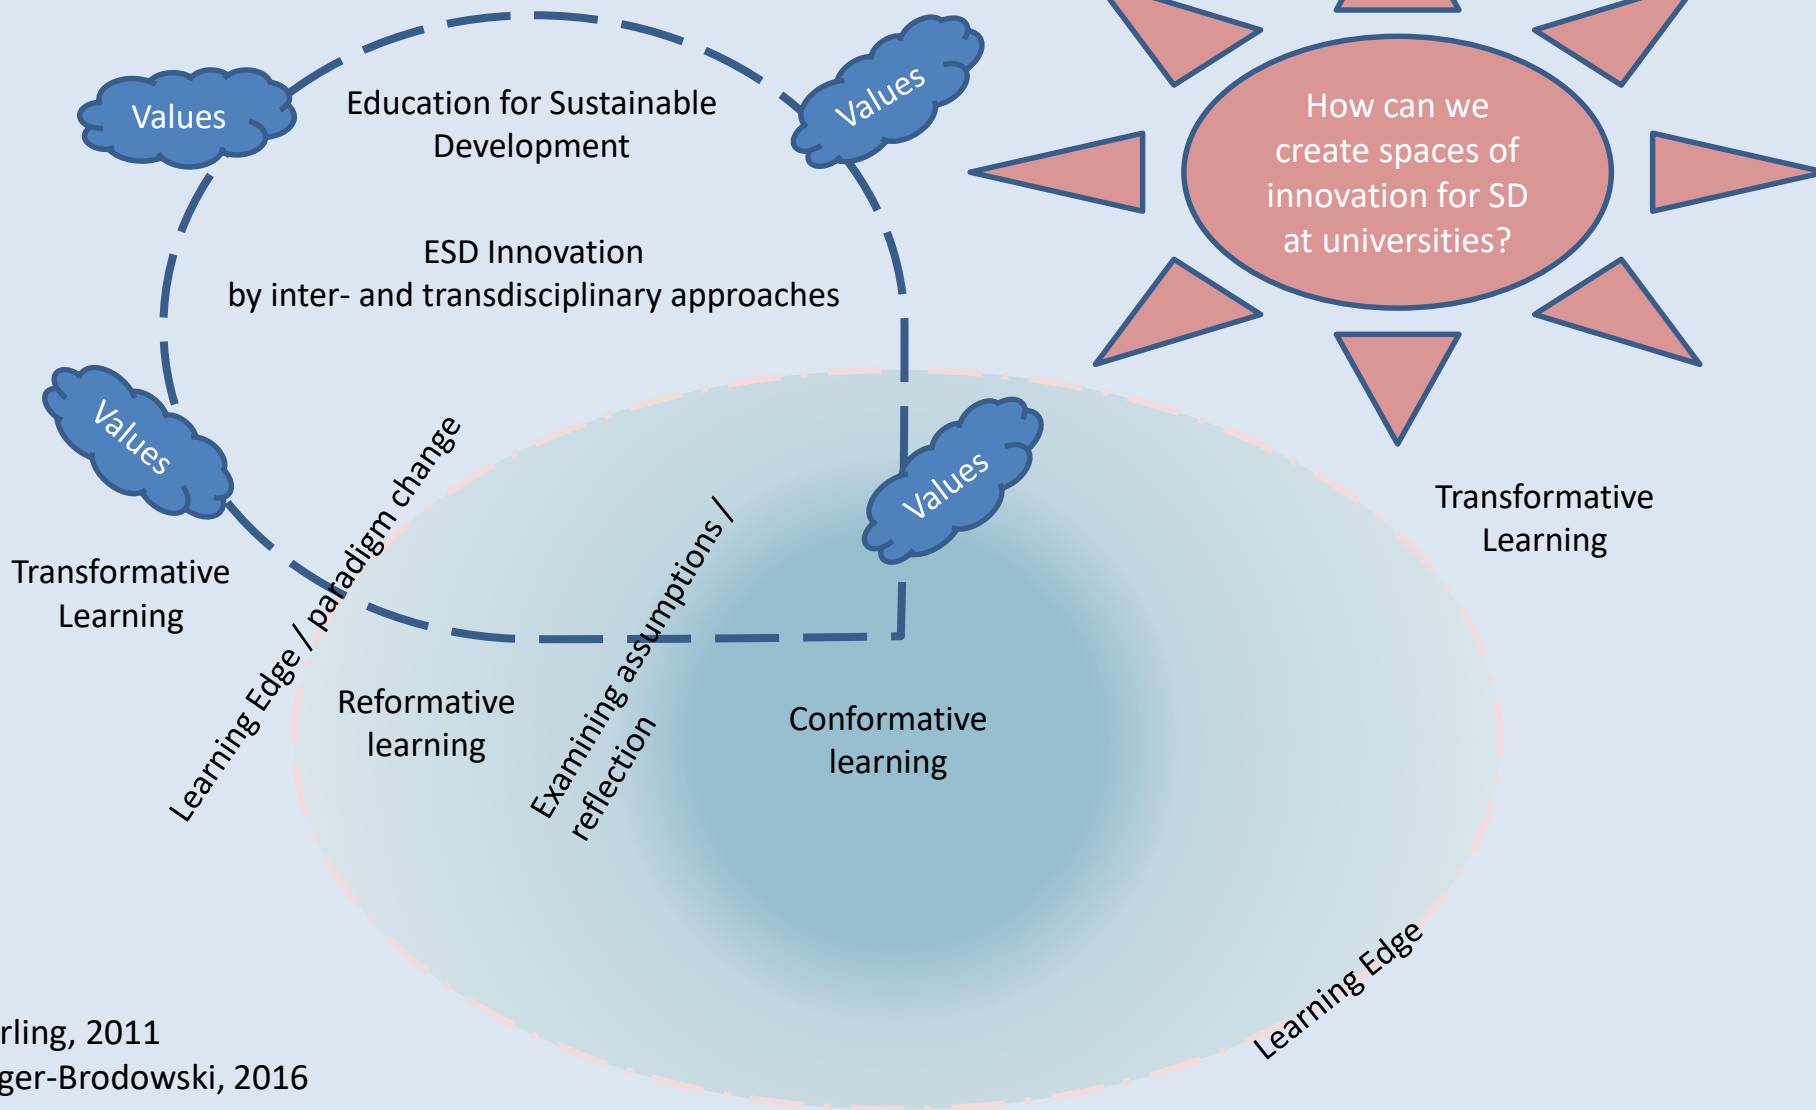 Values
Education for Sustainable
Development
Values
How can we
create spaces of
innovation for SD
at universities?
ESD Innovation
by inter- and transdisciplinary approaches
Values
Values
Transformative
Learning
Transformative
Learning
Learning Edge / paradigm change
Examining assumptions /
reflection
Reformative
learning
Conformative
learning
Learning Edge
rling, 2011
ger-Brodowski, 2016